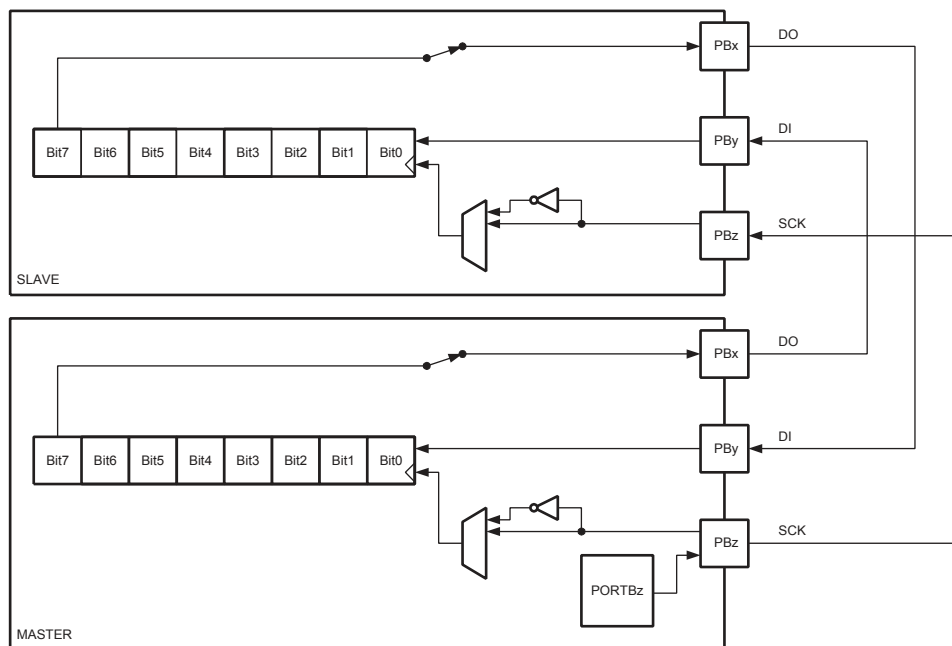 PBx DO
Bit7 Bit6 Bit5 Bit4 Bit3 Bit2 Bit1 Bit0
PBy DI
PBz SCK
SLAVE
PBx DO
Bit7 Bit6 Bit5 Bit4 Bit3 Bit2 Bit1 Bit0
PBy DI
PBz SCK
PORTBz
MASTER